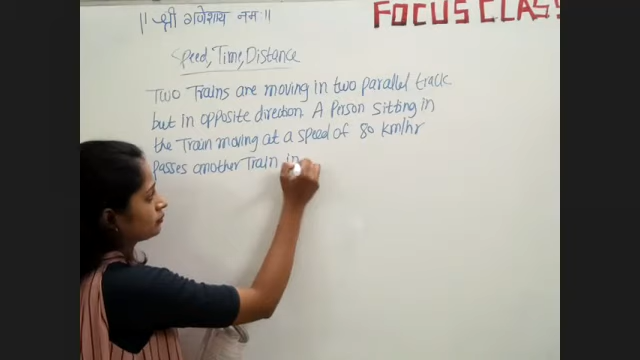 || श्री गणेशाय नमः ||
FOCUS CLASS
Speed, Time, Distance
Two Trains are moving in two parallel track
but in opposite direction. A Person sitting in
the Train moving at a speed of 80 km/hr
passes another Train in